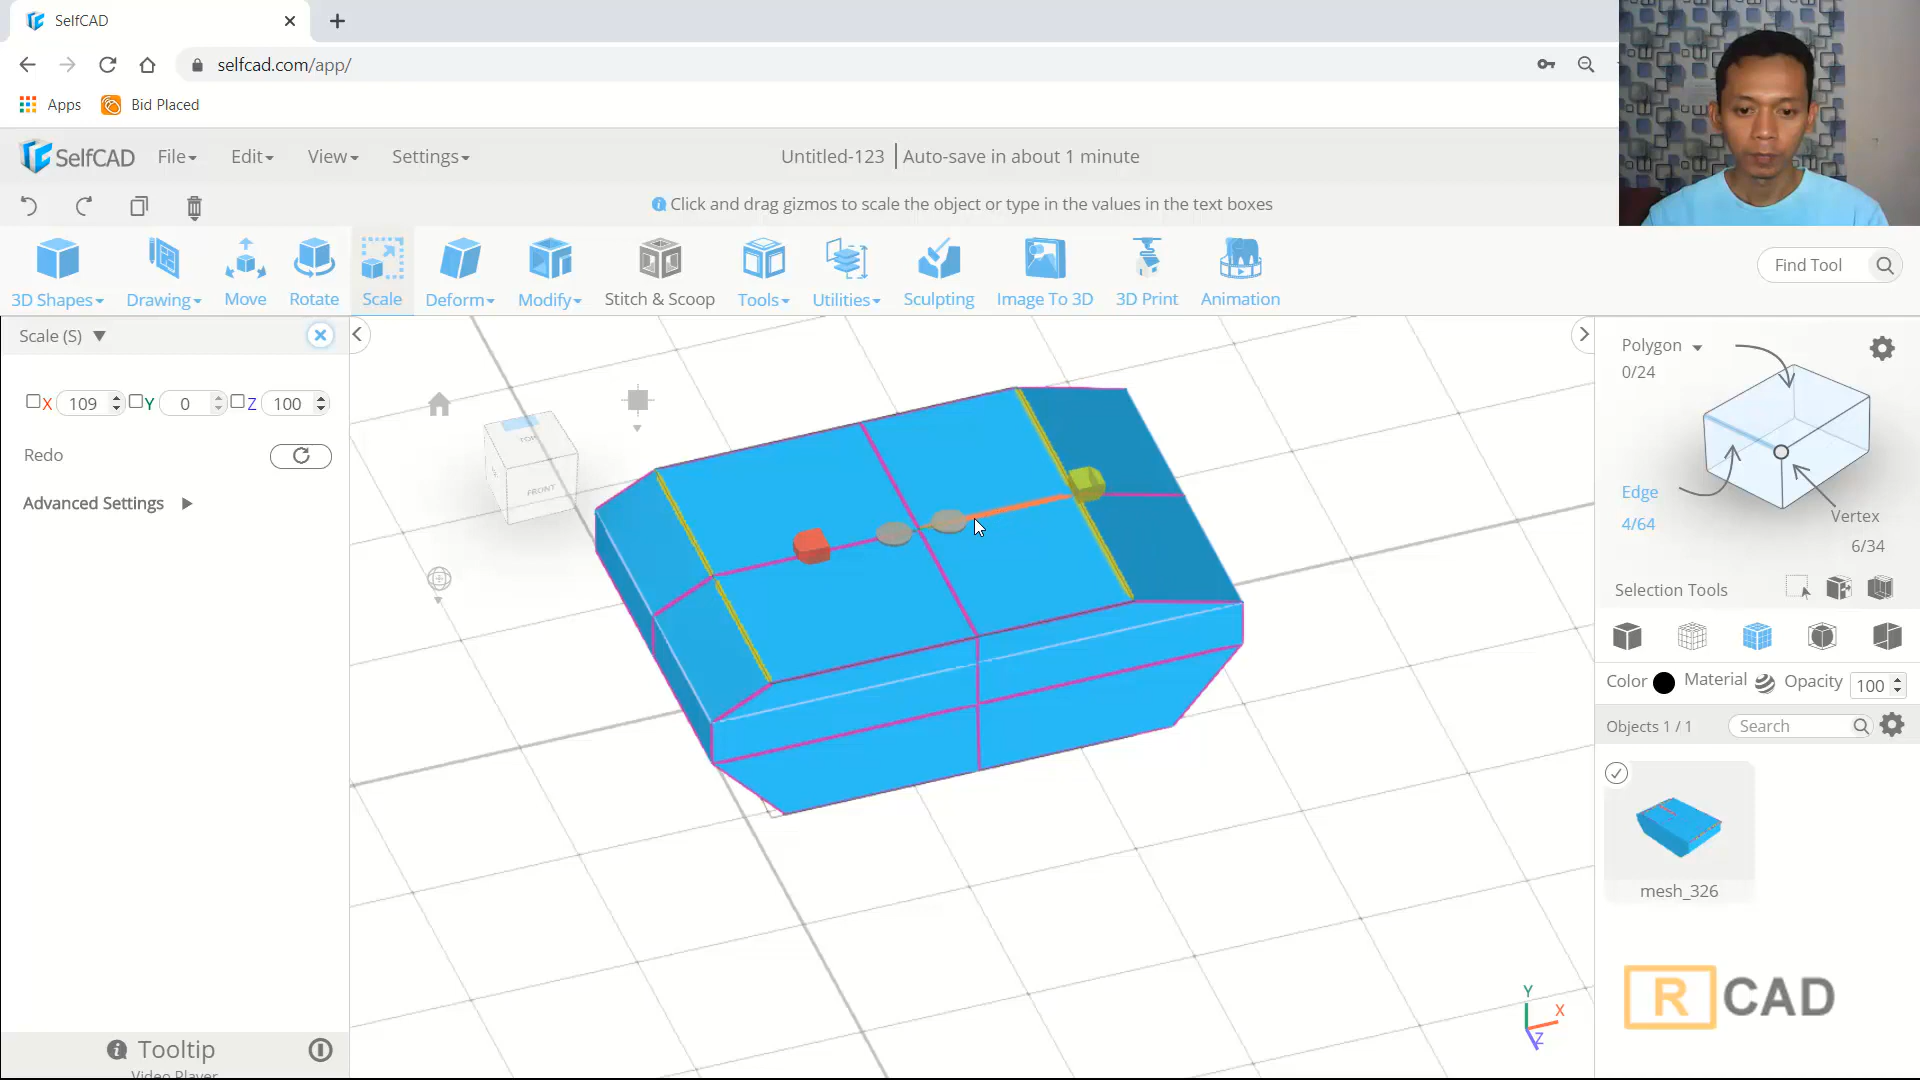 SelfCAD
selfcad.com/app/
Apps
Bid Placed
SelfCAD
File
Edit
View
Settings
Untitled-123
Auto-save in about 1 minute
Click and drag gizmos to scale the object or type in the values in the text boxes
3D Shapes
Drawing
Move
Rotate
Scale
Deform
Modify
Stitch & Scoop
Tools
Utilities
Sculpting
Image To 3D
3D Print
Animation
Find Tool
Scale (S)
X 109 Y 0 Z 100
Redo
Advanced Settings
TOP
FRONT
Polygon
0/24
Edge
4/64
Vertex
6/34
Selection Tools
Color
Material
Opacity
100
Objects 1 / 1
Search
mesh_326
R CAD
Y
X
Z
Tooltip
Video Player